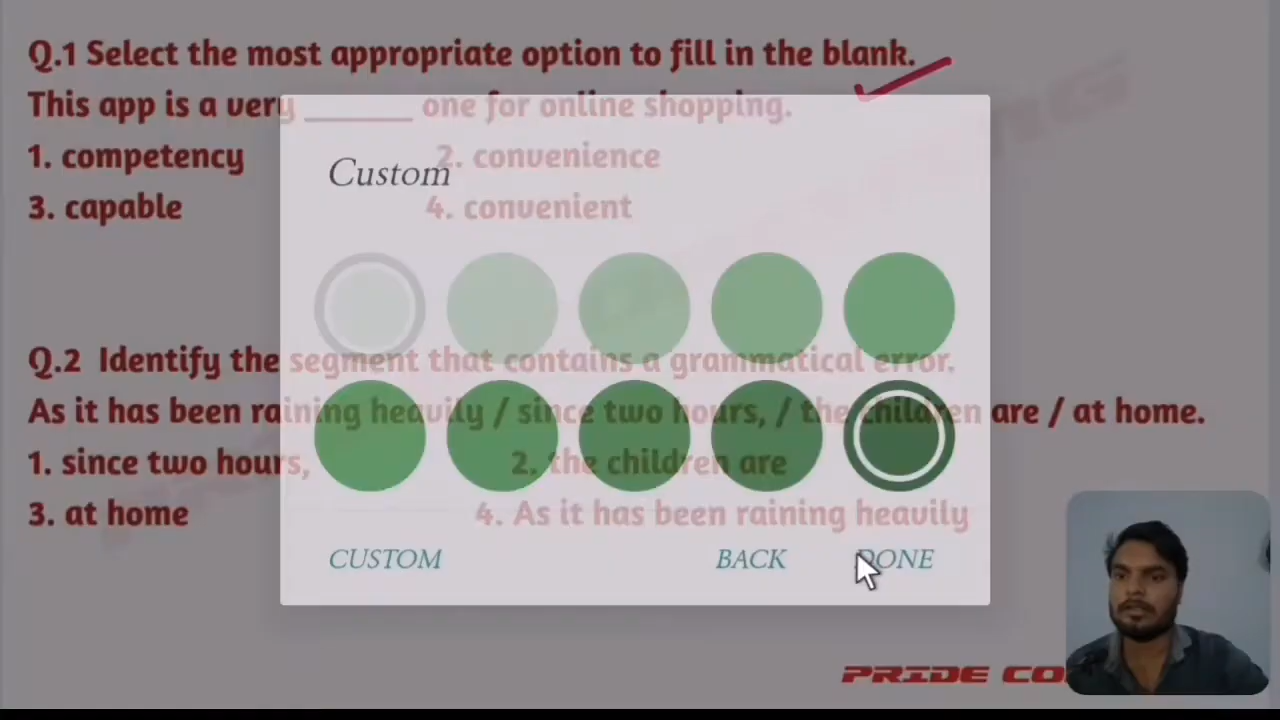 Q.1 Select the most appropriate option to fill in the blank.
This app is a very ______ one for online shopping.
1. competency 2. convenience
Custom
3. capable 4. convenient
Q.2 Identify the segment that contains a grammatical error.
As it has been raining heavily / since two hours, / the children are / at home.
1. since two hours, 2. the children are
3. at home 4. As it has been raining heavily
CUSTOM BACK DONE
PRIDE